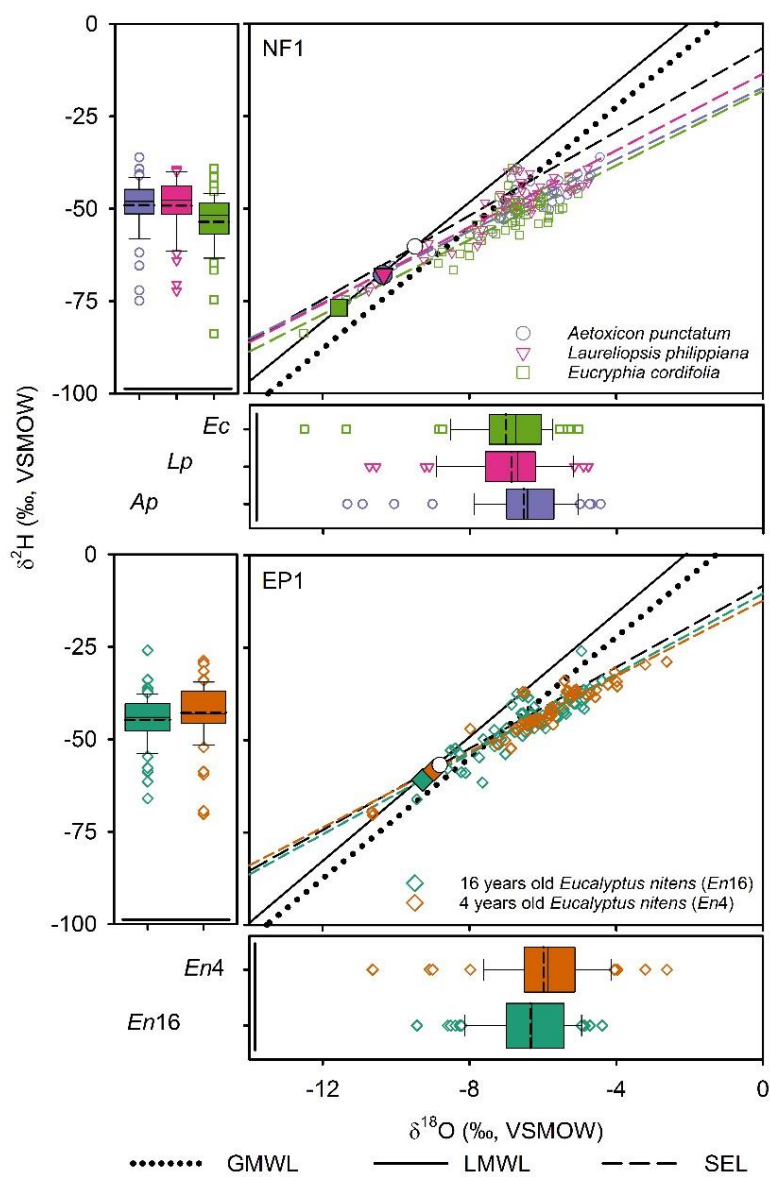 0
NF1
-25
-50
-75
-100
Aetoxicon punctatum
Laureliopsis philippiana
Eucryphia cordifolia
Ec
Lp
Ap
δ²H (‰, VSMOW)
0
EP1
-25
-50
-75
-100
16 years old Eucalyptus nitens (En16)
4 years old Eucalyptus nitens (En4)
En4
En16
-12 -8 -4 0
δ¹⁸O (‰, VSMOW)
GMWL LMWL SEL